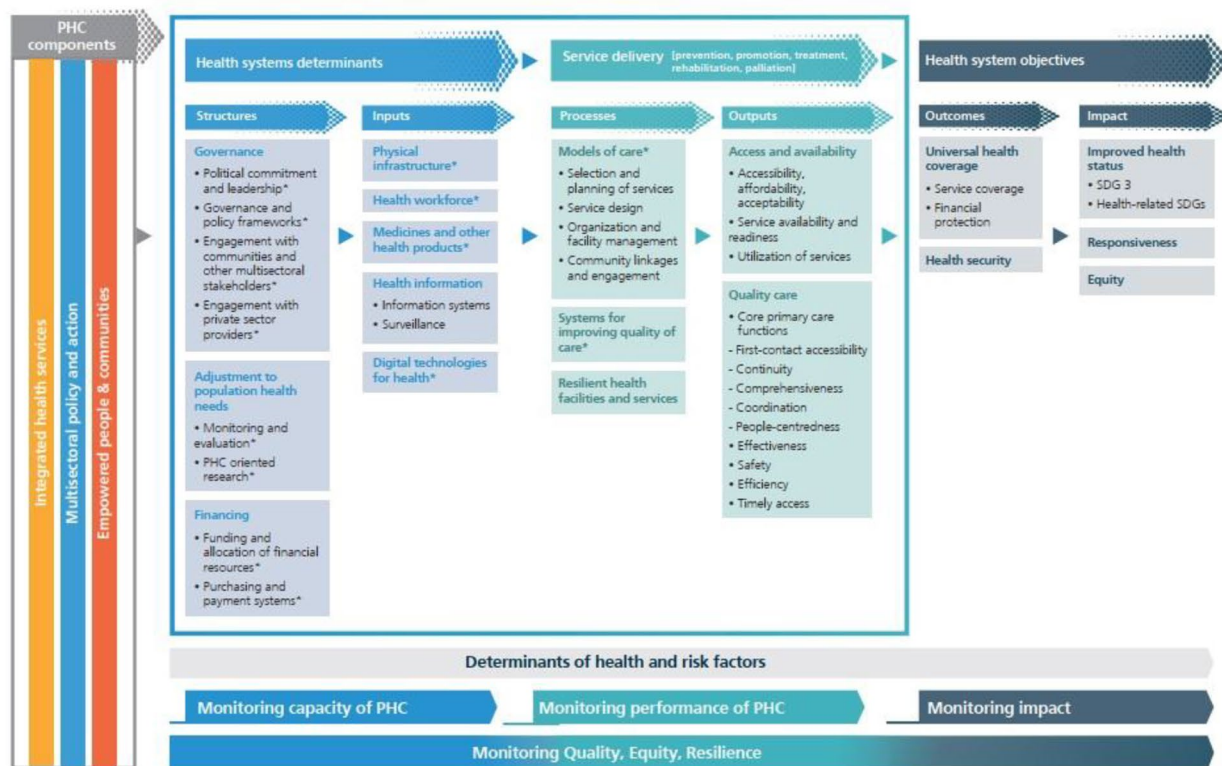 PHC
components
Integrated health services
Multisectoral policy and action
Empowered people & communities
Health systems determinants
Service delivery [prevention, promotion, treatment,
rehabilitation, palliation]
Health system objectives
Structures
Inputs
Processes
Outputs
Outcomes
Impact
Governance
• Political commitment
and leadership*
• Governance and
policy frameworks*
• Engagement with
communities and
other multisectoral
stakeholders*
• Engagement with
private sector
providers*
Adjustment to
population health
needs
• Monitoring and
evaluation*
• PHC oriented
research*
Financing
• Funding and
allocation of financial
resources*
• Purchasing and
payment systems*
Physical
infrastructure*
Health workforce*
Medicines and other
health products*
Health information
• Information systems
• Surveillance
Digital technologies
for health*
Models of care*
• Selection and
planning of services
• Service design
• Organization and
facility management
• Community linkages
and engagement
Systems for
improving quality of
care*
Resilient health
facilities and services
Access and availability
• Accessibility,
affordability,
acceptability
• Service availability and
readiness
• Utilization of services
Quality care
• Core primary care
functions
- First-contact accessibility
- Continuity
- Comprehensiveness
- Coordination
- People-centredness
• Effectiveness
• Safety
• Efficiency
• Timely access
Universal health
coverage
• Service coverage
• Financial
protection
Health security
Improved health
status
• SDG 3
• Health-related SDGs
Responsiveness
Equity
Determinants of health and risk factors
Monitoring capacity of PHC
Monitoring performance of PHC
Monitoring impact
Monitoring Quality, Equity, Resilience